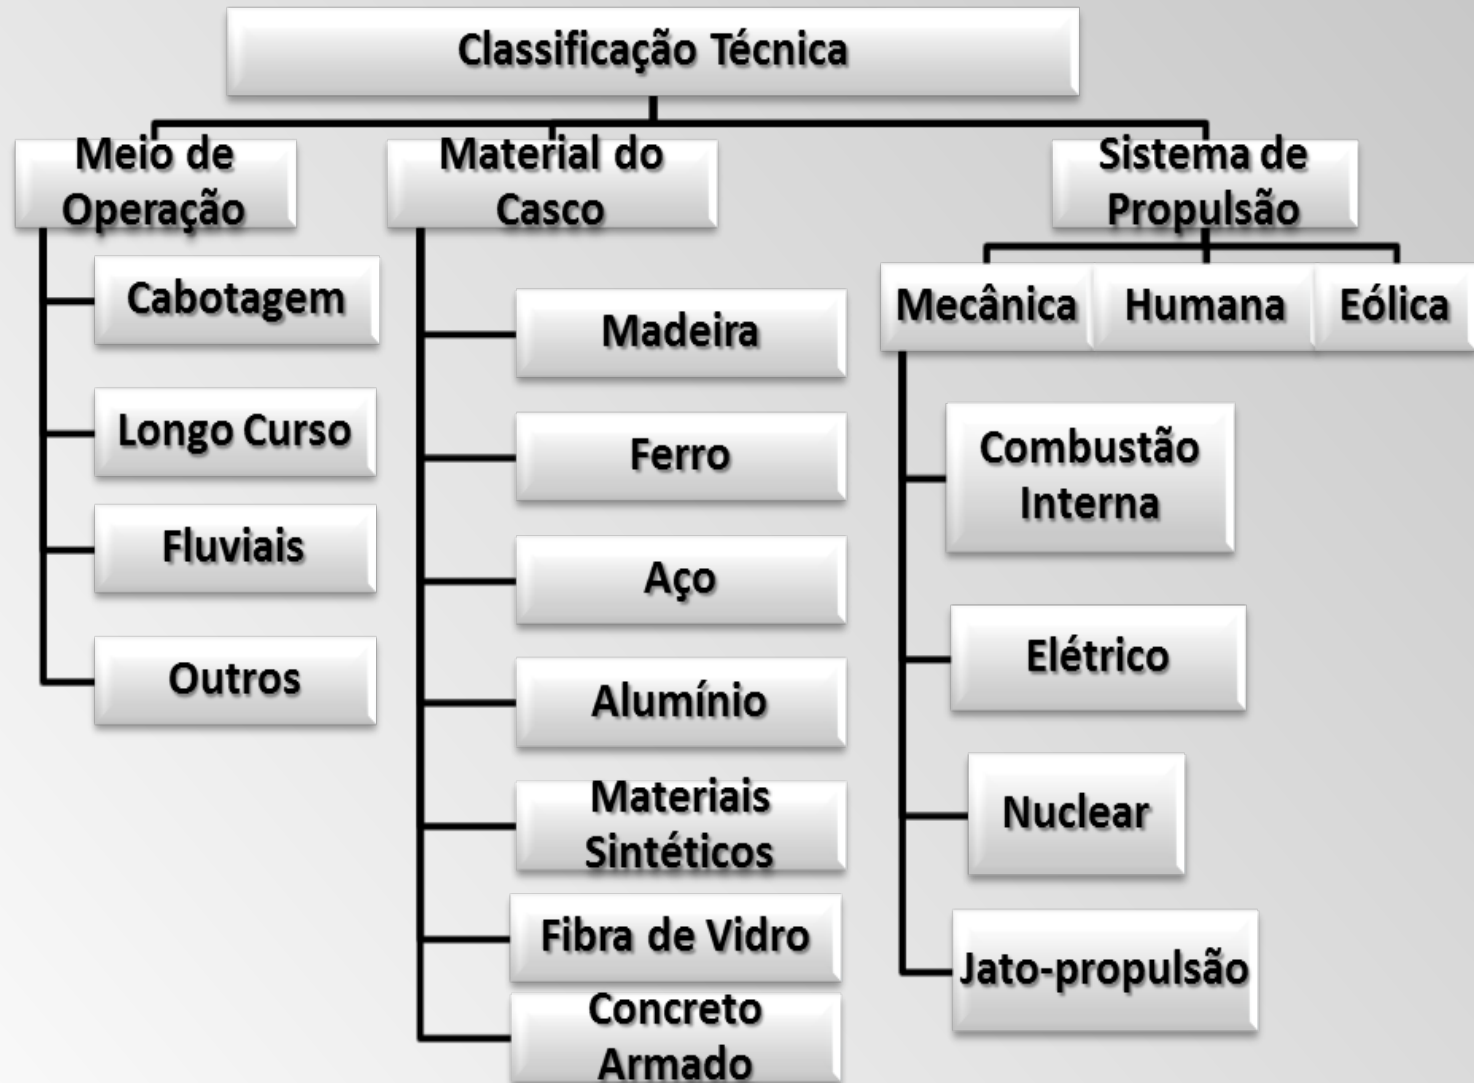 Classificação Técnica
Meio de
Operação
Cabotagem
Longo Curso
Fluviais
Outros
Material do
Casco
Madeira
Ferro
Aço
Alumínio
Materiais
Sintéticos
Fibra de Vidro
Concreto
Armado
Sistema de
Propulsão
Mecânica
Humana
Eólica
Combustão
Interna
Elétrico
Nuclear
Jato-propulsão